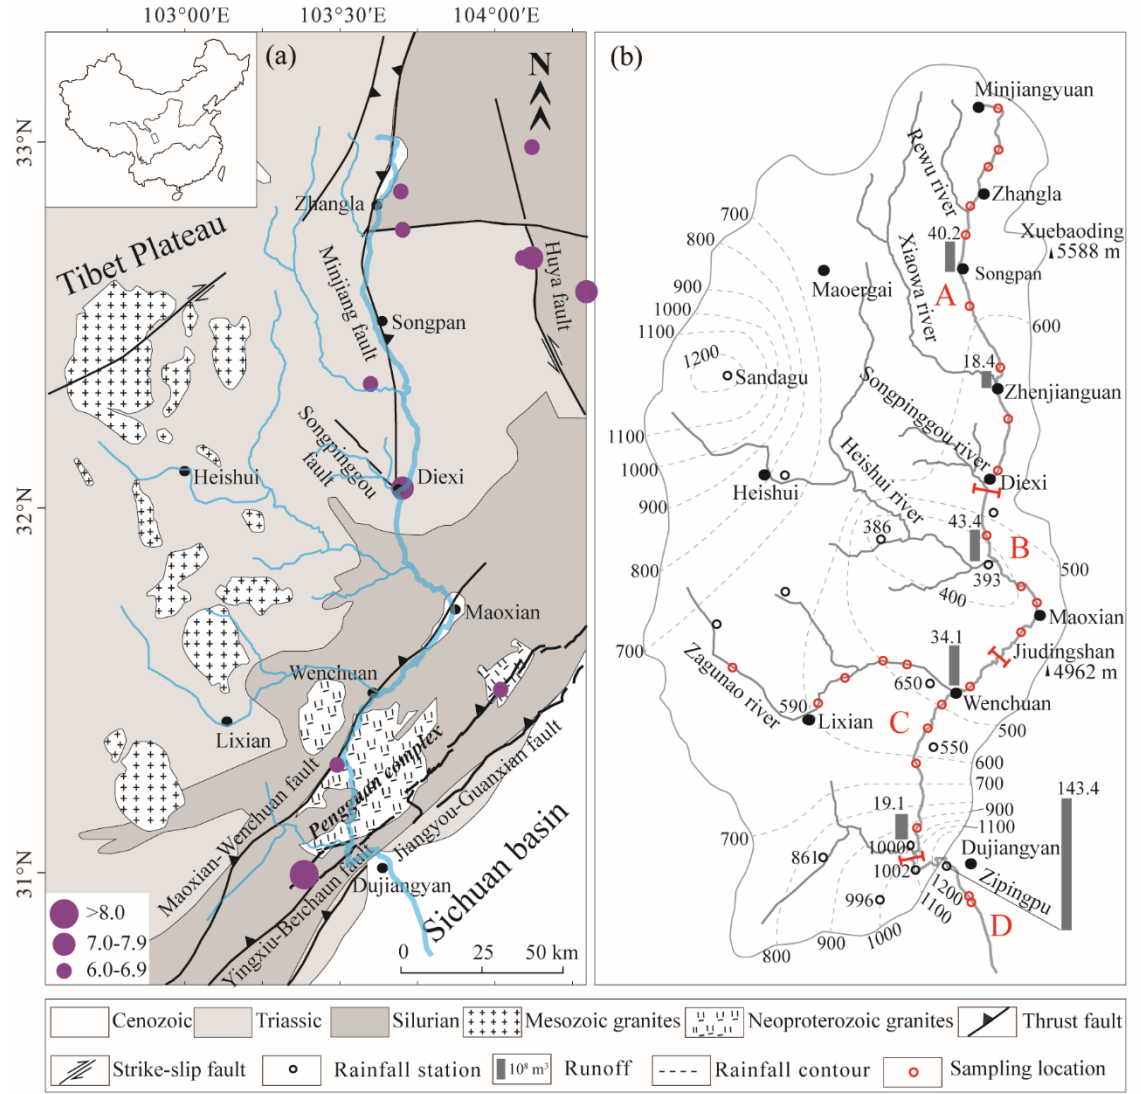 103°00′E
103°30′E
104°00′E
33°N
32°N
31°N
(a)
N
Zhangla
Tibet Plateau
Minjiang fault
Huya fault
Songpan
Songpinggou
fault
Heishui
Diexi
Maoxian
Wenchuan
Lixian
Pengguan complex
Maoxian-Wenchuan fault
Jiangyou-Guanxian fault
Yingxiu-Beichaun fault
Dujiangyan
Sichuan basin
>8.0
7.0-7.9
6.0-6.9
0 25 50 km
(b)
Minjiangyuan
Rewu river
Zhangla
700
800
40.2
Xuebaoding
5588 m
Songpan
Maoergai
Xiaowa river
A
900
1000
1100
600
1200
Sandagu
18.4
Zhenjianguan
Songpinggou river
1100
1000
900
Heishui
Heishui river
Diexi
386
43.4
B
393
500
800
400
Maoxian
700
Zagunao river
34.1
Jiudingshan
4962 m
650
Wenchuan
590
Lixian
C
500
550
600
700
143.4
900
1100
19.1
700
861
1000
1002
Dujiangyan
Zipingpu
1200
1100
996
D
1000
900
800
Cenozoic
Triassic
Silurian
Mesozoic granites
Neoproterozoic granites
Thrust fault
Strike-slip fault
Rainfall station
10⁸ m³
Runoff
Rainfall contour
Sampling location